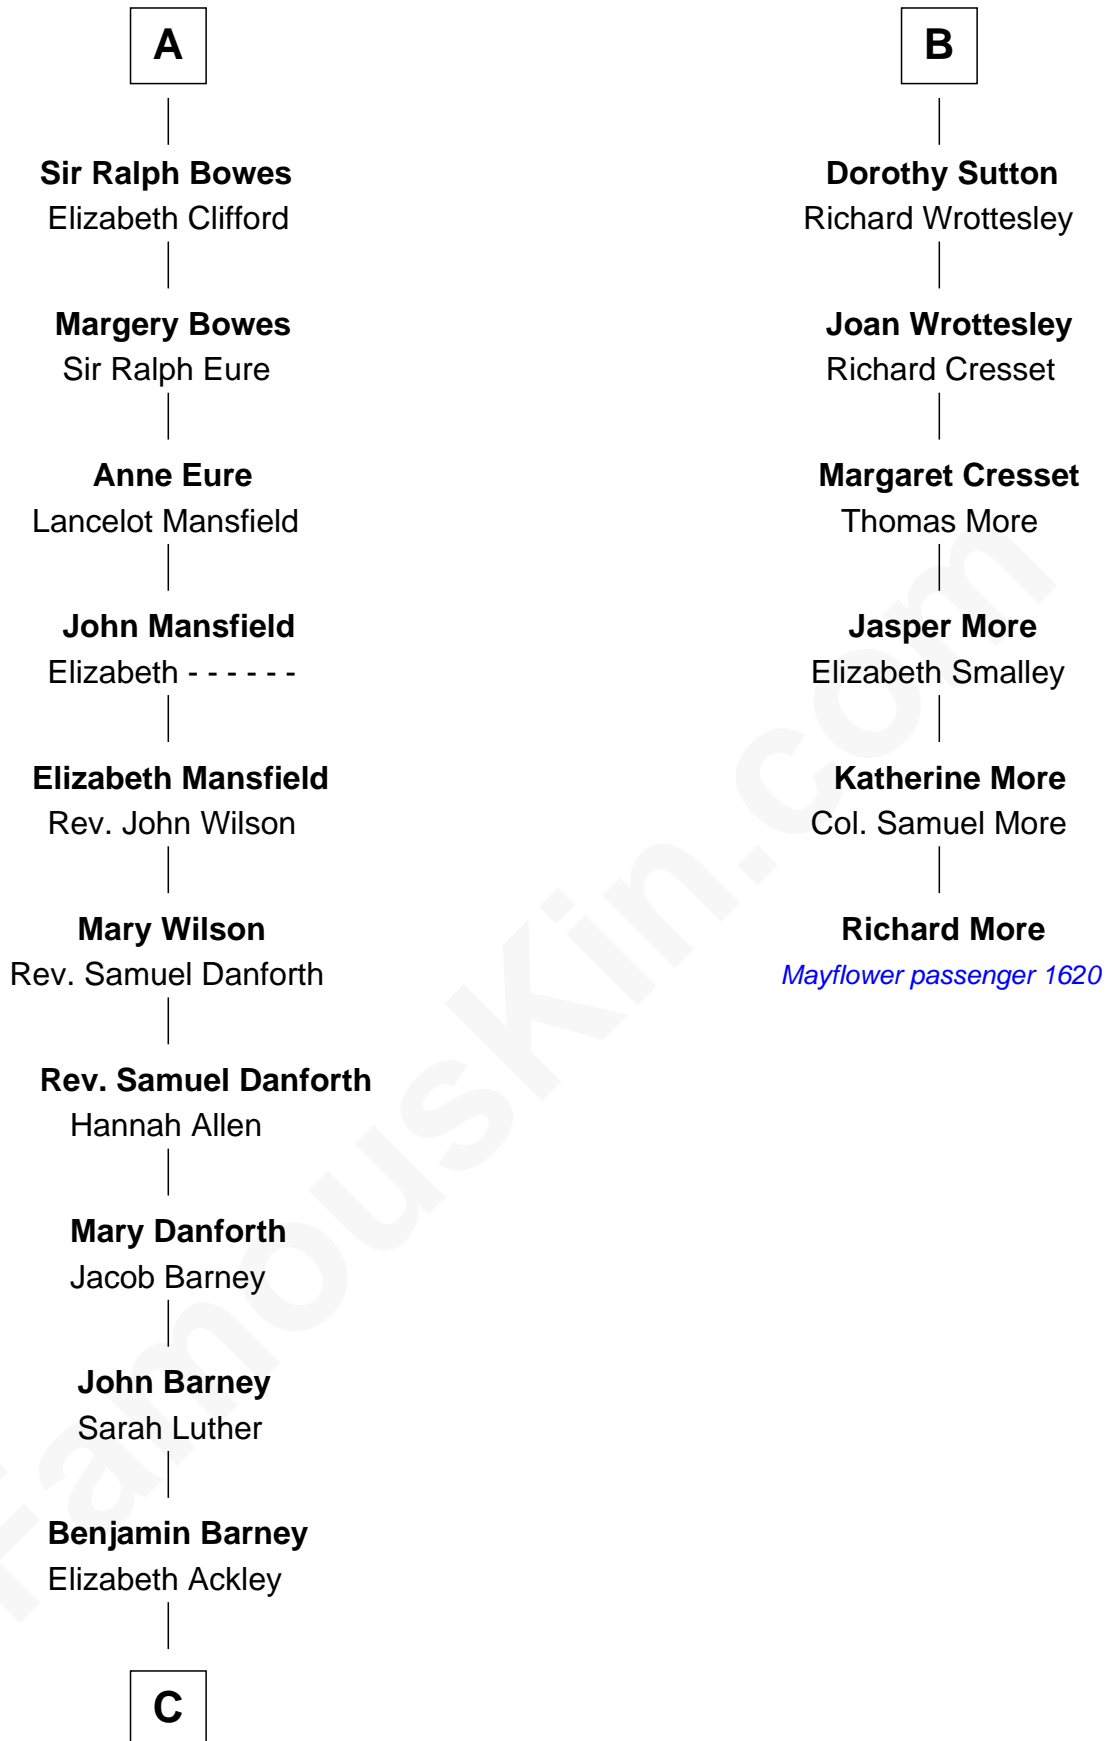 A
Sir Ralph Bowes
Elizabeth Clifford
Margery Bowes
Sir Ralph Eure
Anne Eure
Lancelot Mansfield
John Mansfield
Elizabeth - - - - - -
Elizabeth Mansfield
Rev. John Wilson
Mary Wilson
Rev. Samuel Danforth
Rev. Samuel Danforth
Hannah Allen
Mary Danforth
Jacob Barney
John Barney
Sarah Luther
Benjamin Barney
Elizabeth Ackley
C
B
Dorothy Sutton
Richard Wrottesley
Joan Wrottesley
Richard Cresset
Margaret Cresset
Thomas More
Jasper More
Elizabeth Smalley
Katherine More
Col. Samuel More
Richard More
Mayflower passenger 1620
FamousKin.com